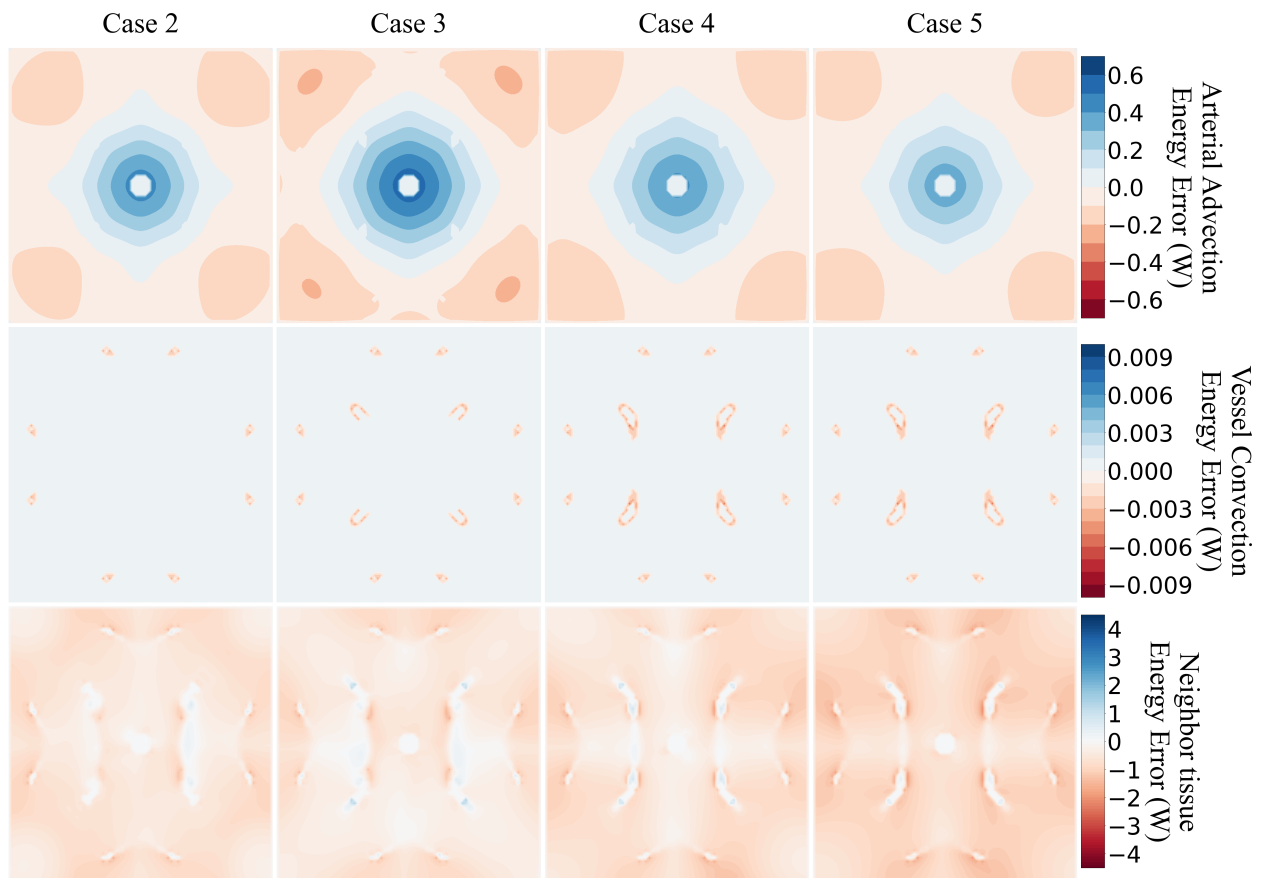 Case 2
Case 3
Case 4
Case 5
0.6
0.4
0.2
0.0
−0.2
−0.4
−0.6
Arterial Advection
Energy Error (W)
0.009
0.006
0.003
0.000
−0.003
−0.006
−0.009
Vessel Convection
Energy Error (W)
4
3
2
1
0
−1
−2
−3
−4
Neighbor tissue
Energy Error (W)